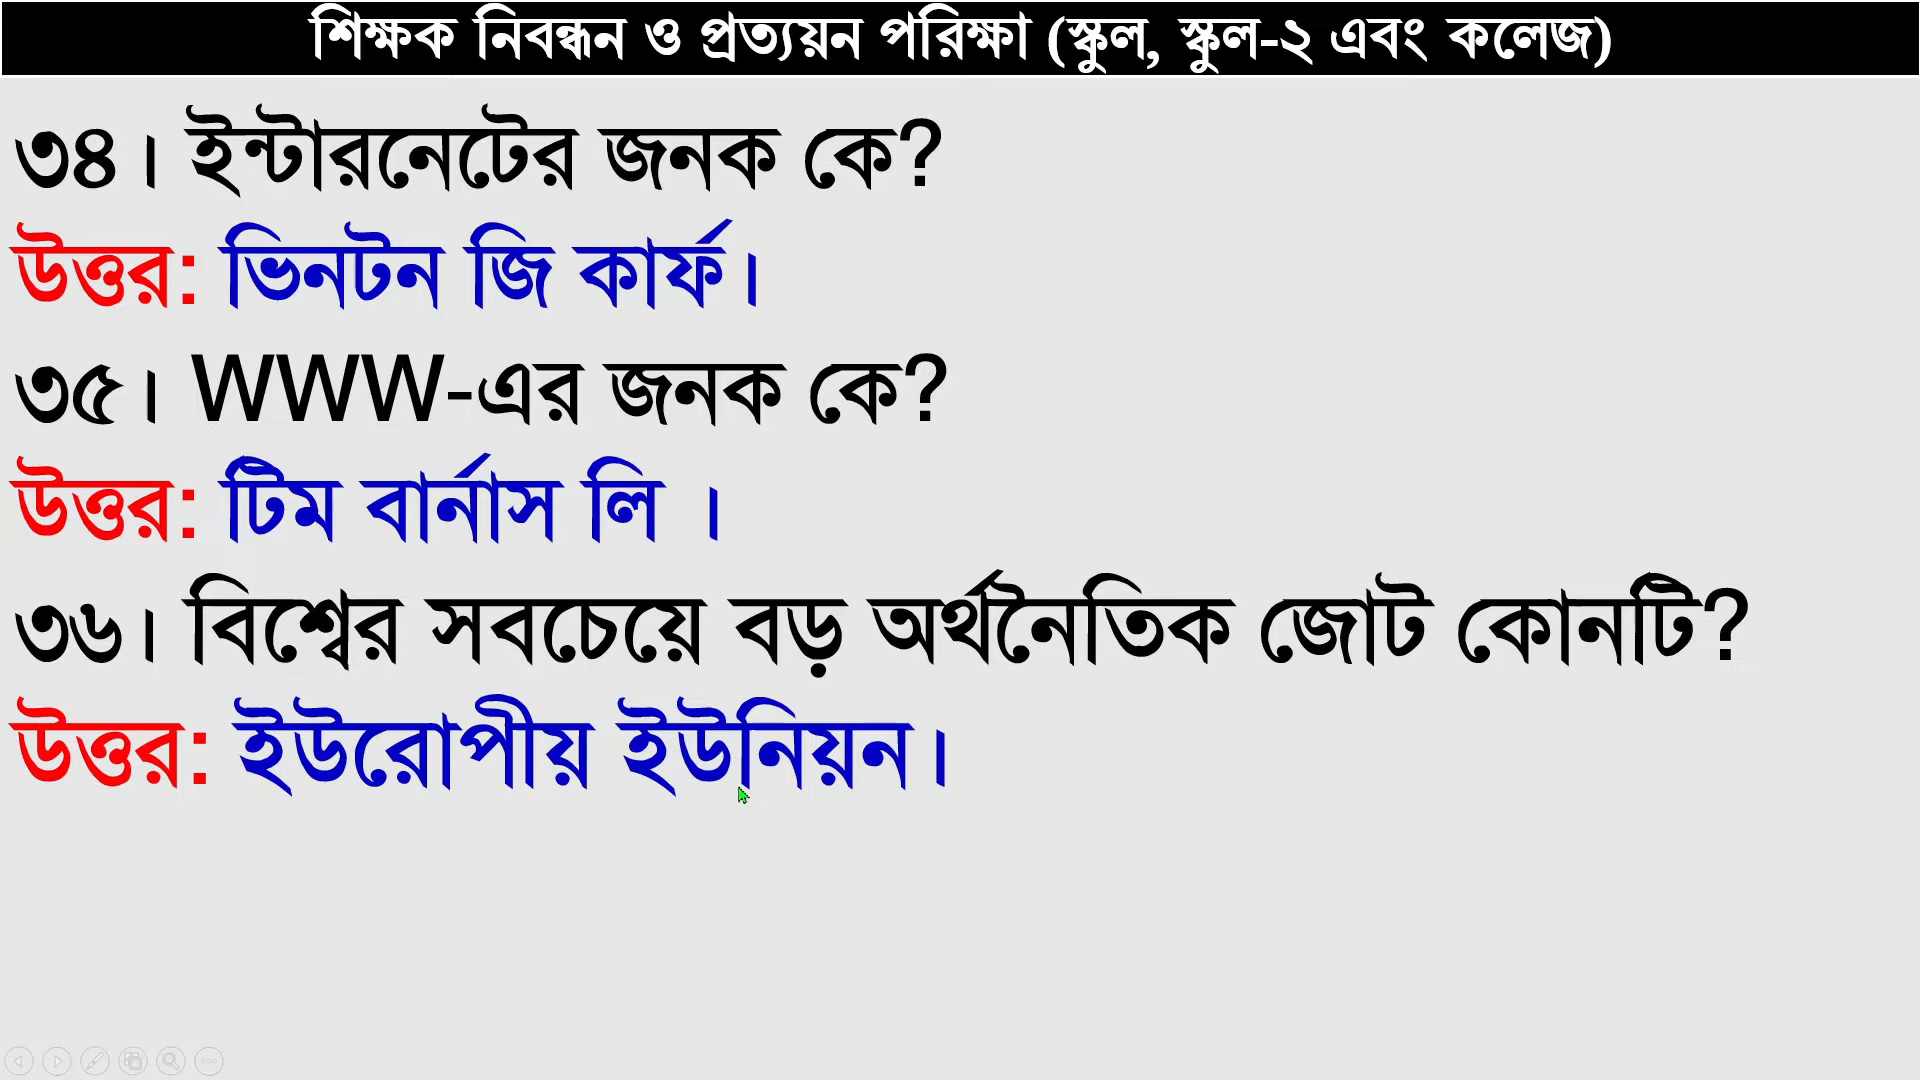 শিক্ষক নিবন্ধন ও প্রত্যয়ন পরিক্ষা (স্কুল, স্কুল-২ এবং কলেজ)
৩৪। ইন্টারনেটের জনক কে?
উত্তর: ভিনটন জি কার্ফ।
৩৫। WWW-এর জনক কে?
উত্তর: টিম বার্নাস লি ।
৩৬। বিশ্বের সবচেয়ে বড় অর্থনৈতিক জোট কোনটি?
উত্তর: ইউরোপীয় ইউনিয়ন।